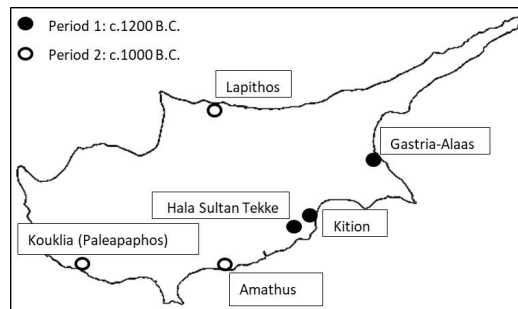 Period 1: c.1200 B.C.
Period 2: c.1000 B.C.
Lapithos
Gastria-Alaas
Hala Sultan Tekke
Kition
Kouklia (Paleapaphos)
Amathus